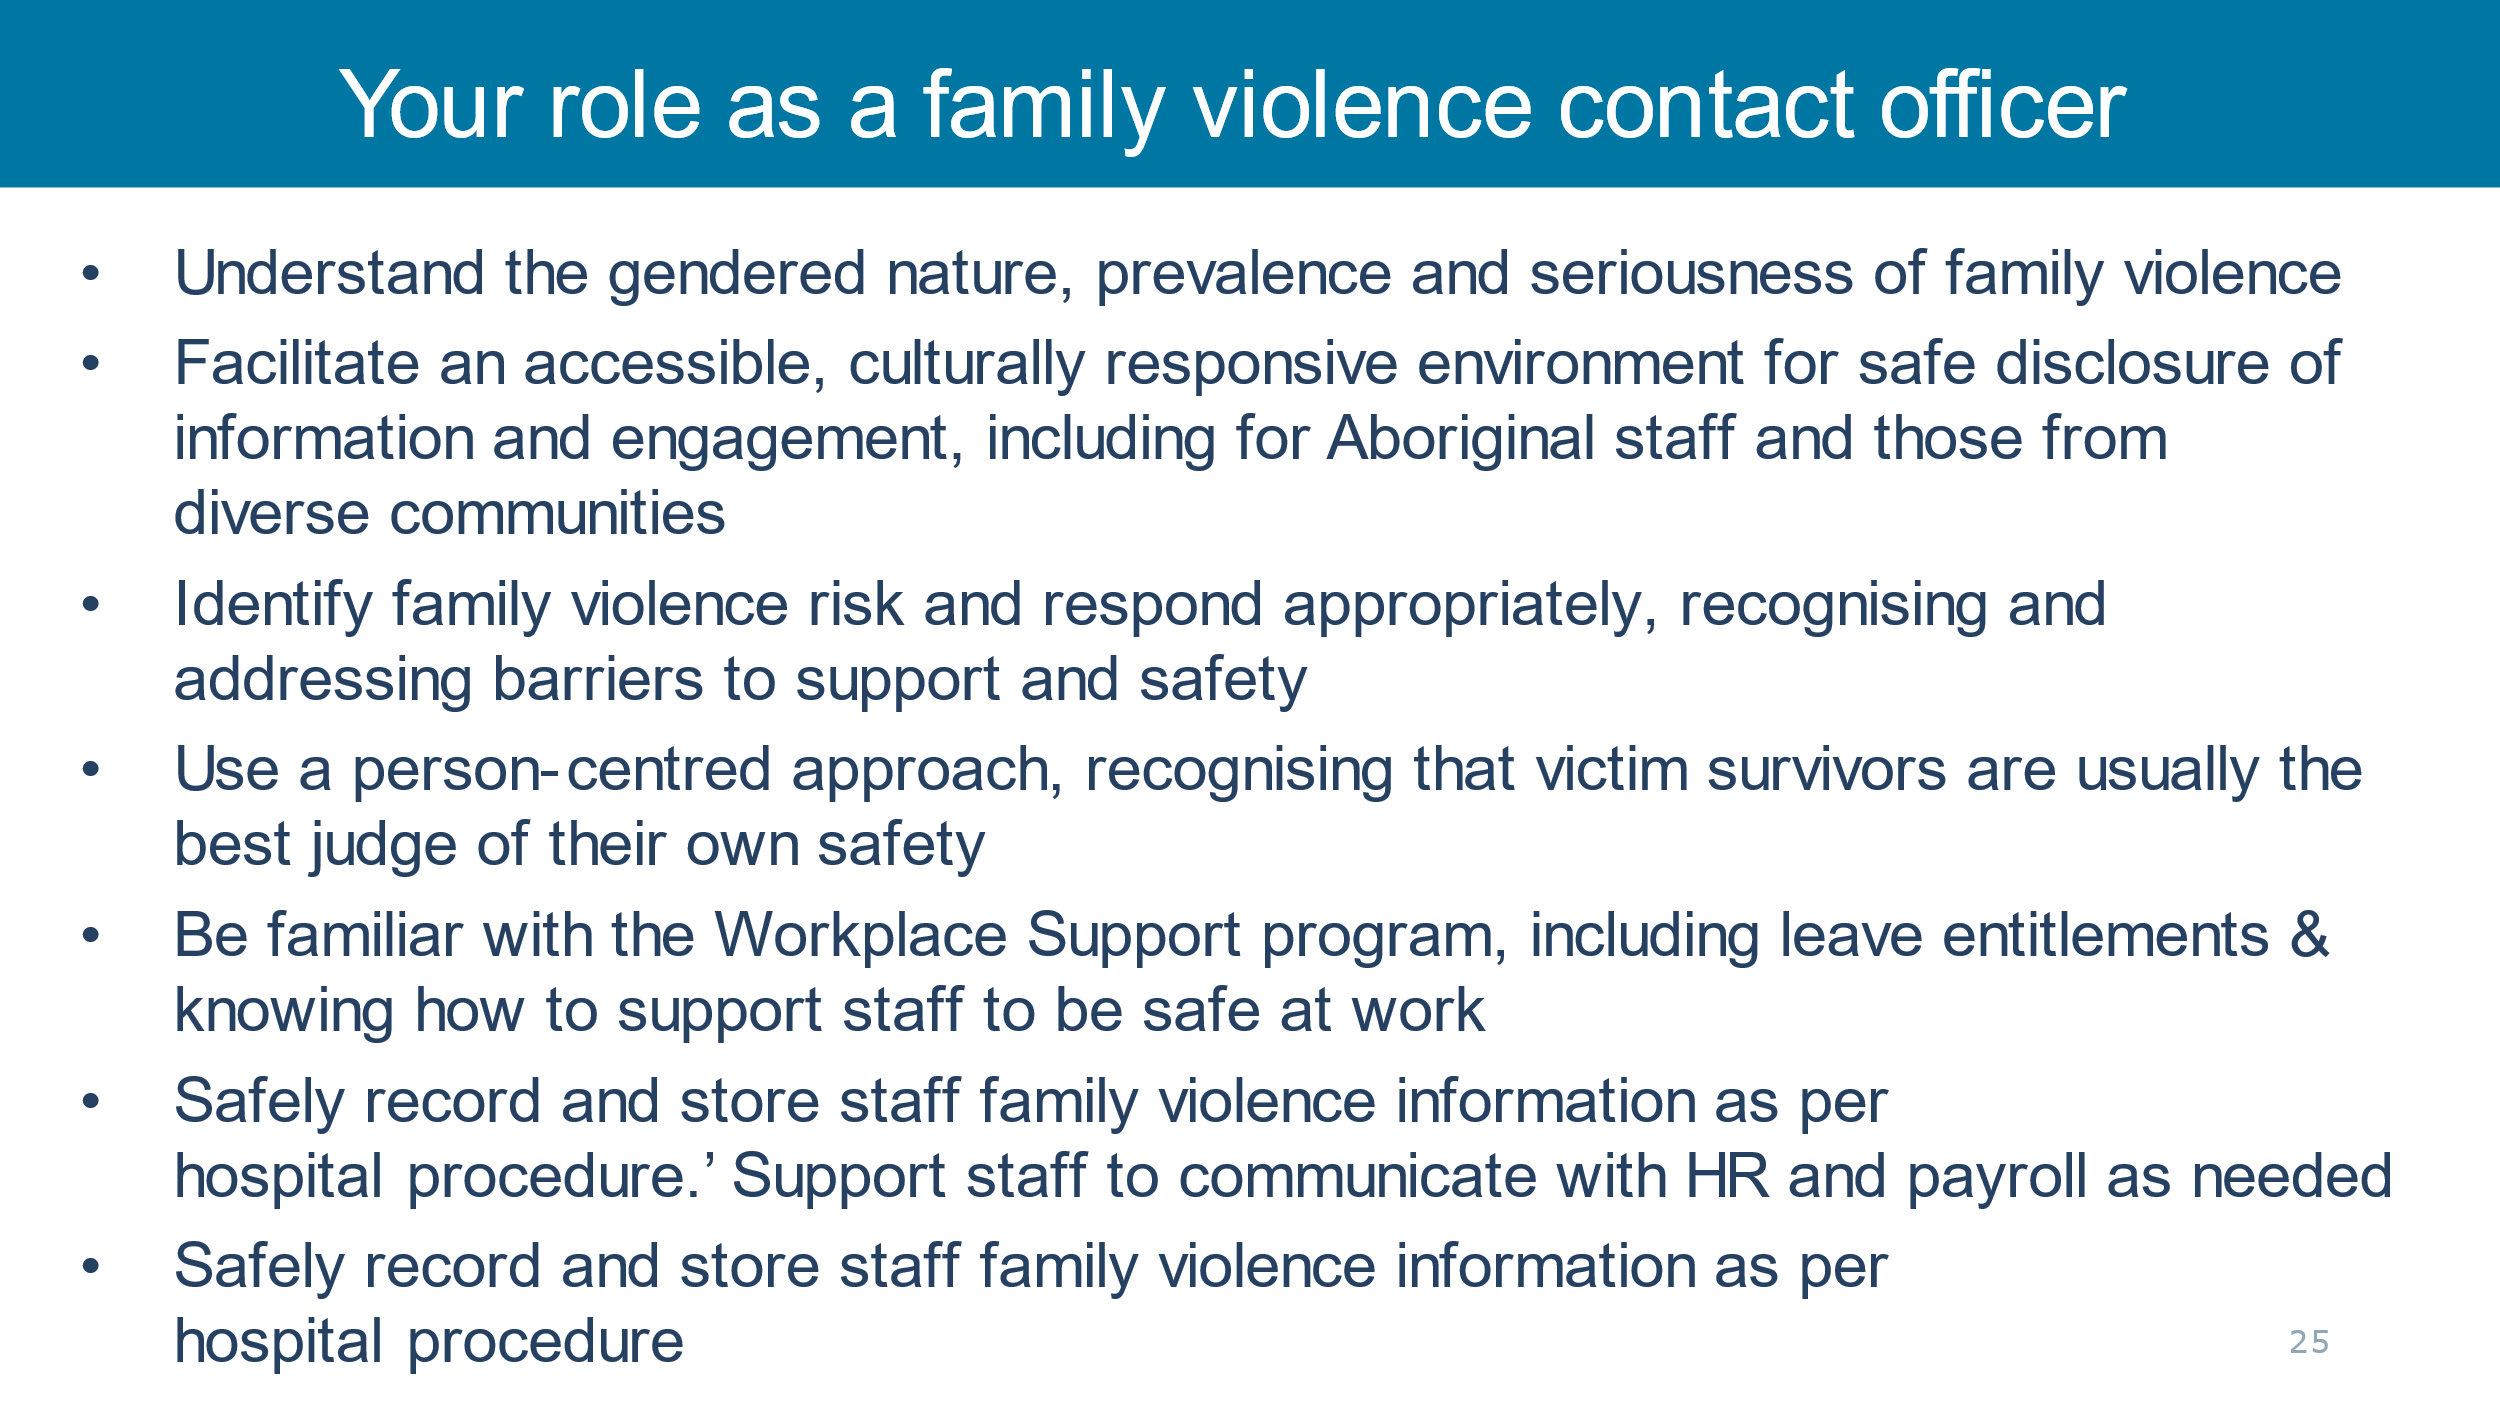 Your role as a family violence contact officer
• Understand the gendered nature, prevalence and seriousness of family violence
• Facilitate an accessible, culturally responsive environment for safe disclosure of
information and engagement, including for Aboriginal staff and those from
diverse communities
• Identify family violence risk and respond appropriately, recognising and
addressing barriers to support and safety
• Use a person-centred approach, recognising that victim survivors are usually the
best judge of their own safety
• Be familiar with the Workplace Support program, including leave entitlements &
knowing how to support staff to be safe at work
• Safely record and store staff family violence information as per
hospital procedure.’ Support staff to communicate with HR and payroll as needed
• Safely record and store staff family violence information as per
hospital procedure
25